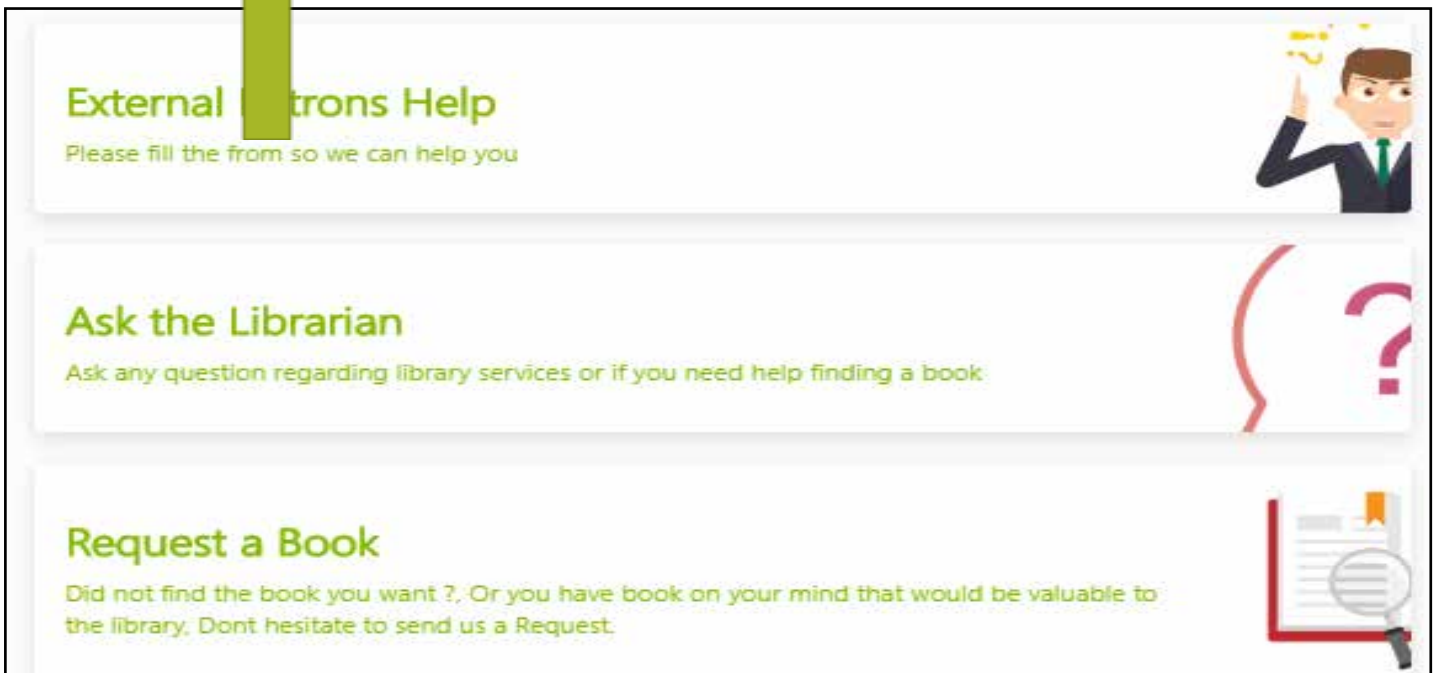 External trons Help
Please fill the from so we can help you
Ask the Librarian
Ask any question regarding library services or if you need help finding a book
Request a Book
Did not find the book you want ?, Or you have book on your mind that would be valuable to
the library, Dont hesitate to send us a Request.